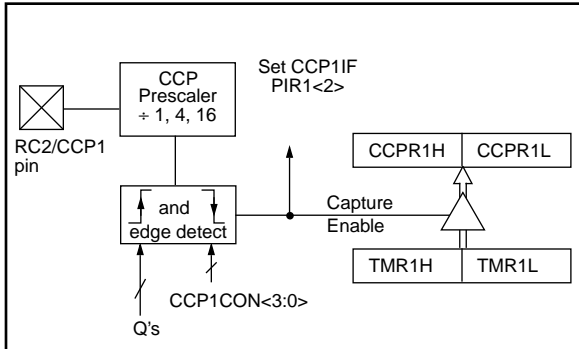 CCP
Prescaler
÷ 1, 4, 16
Set CCP1IF
PIR1<2>
RC2/CCP1
pin
and
edge detect
Capture
Enable
CCPR1H CCPR1L
TMR1H TMR1L
CCP1CON<3:0>
Q's